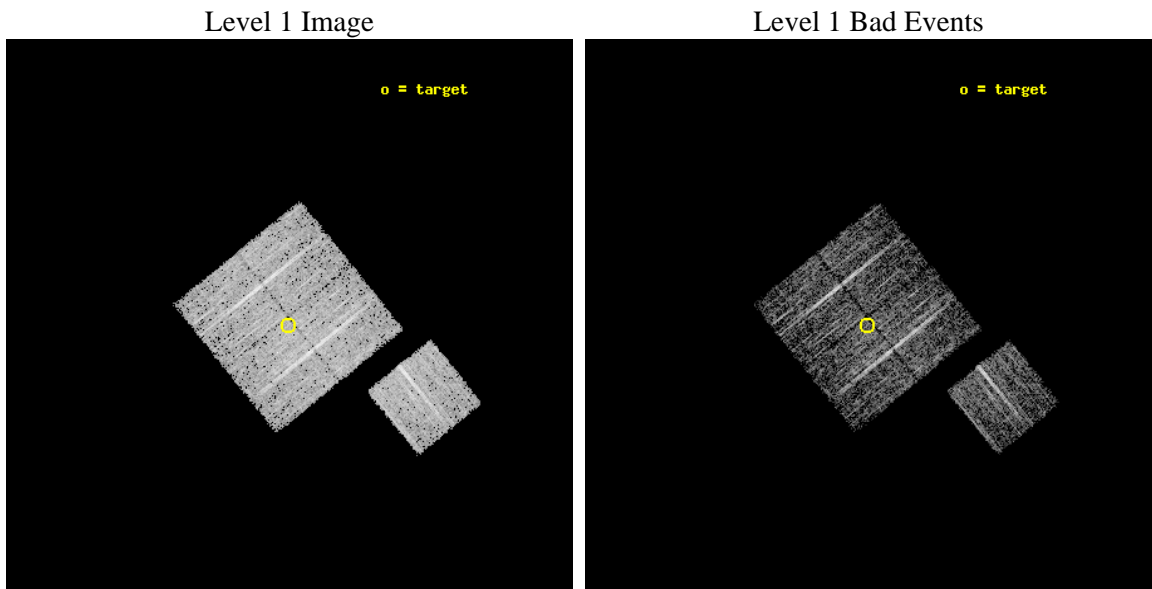 Level 1 Image
Level 1 Bad Events
o = target
o = target